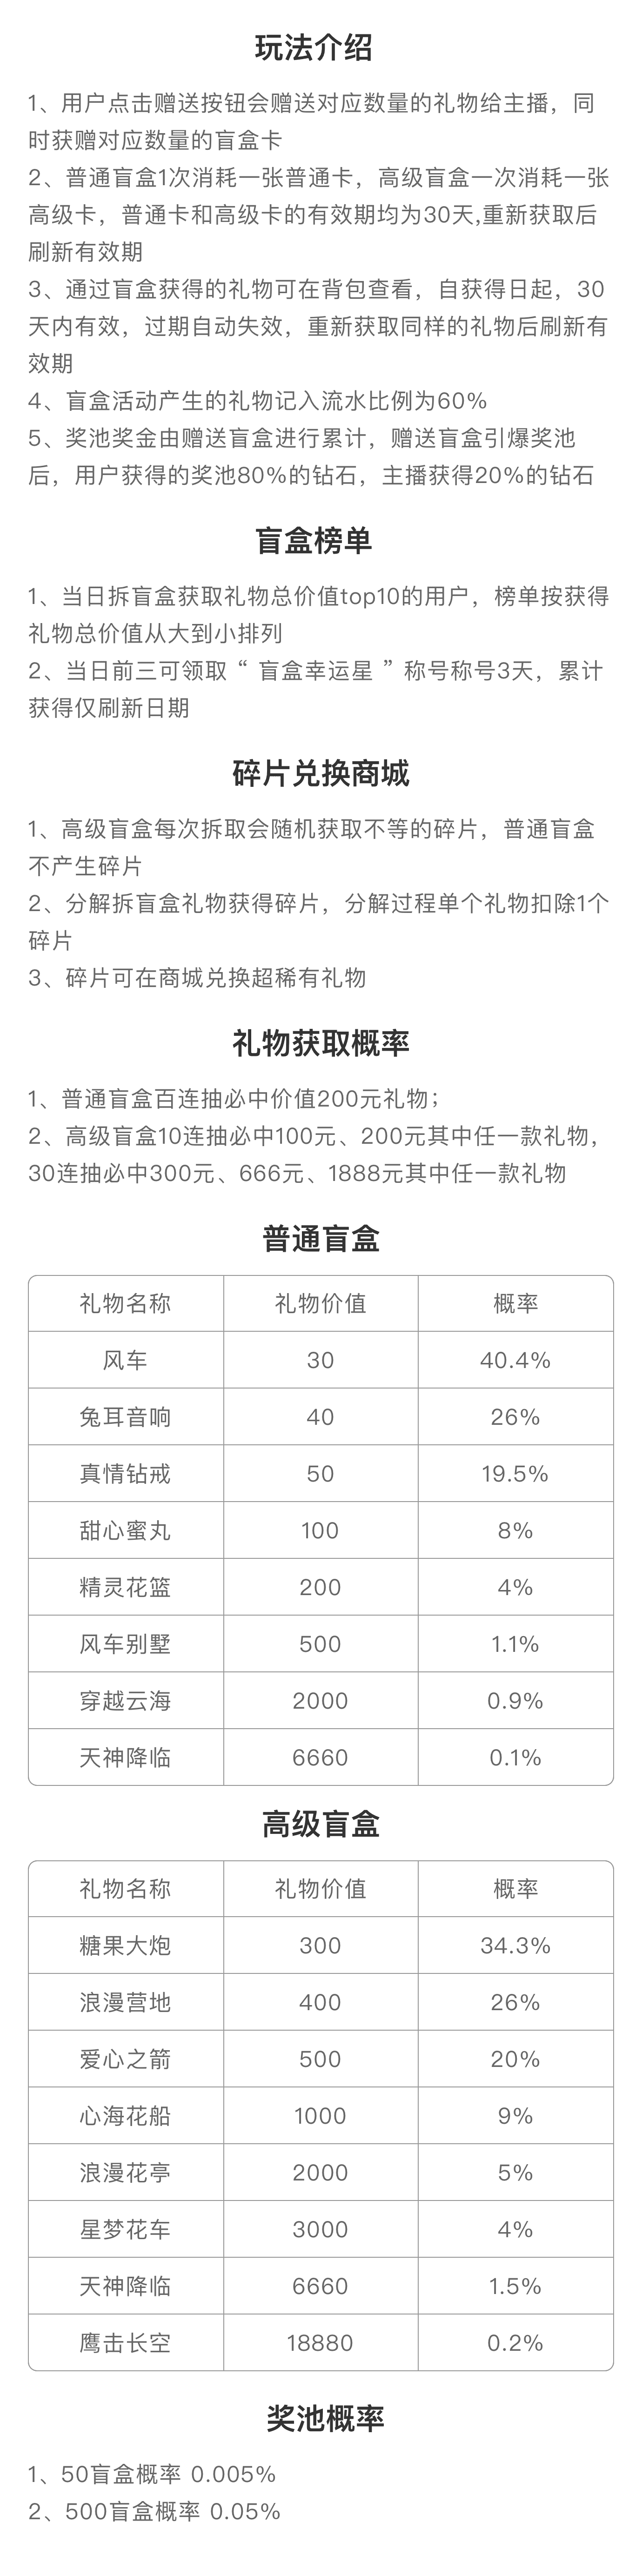 玩法介绍
1、用户点击赠送按钮会赠送对应数量的礼物给主播，同
时获赠对应数量的盲盒卡
2、普通盲盒1次消耗一张普通卡，高级盲盒一次消耗一张
高级卡，普通卡和高级卡的有效期均为30天,重新获取后
刷新有效期
3、通过盲盒获得的礼物可在背包查看，自获得日起，30
天内有效，过期自动失效，重新获取同样的礼物后刷新有
效期
4、盲盒活动产生的礼物记入流水比例为60%
5、奖池奖金由赠送盲盒进行累计，赠送盲盒引爆奖池
后，用户获得的奖池80%的钻石，主播获得20%的钻石
盲盒榜单
1、当日拆盲盒获取礼物总价值top10的用户，榜单按获得
礼物总价值从大到小排列
2、当日前三可领取 “ 盲盒幸运星 ” 称号称号3天，累计
获得仅刷新日期
碎片兑换商城
1、高级盲盒每次拆取会随机获取不等的碎片，普通盲盒
不产生碎片
2、分解拆盲盒礼物获得碎片，分解过程单个礼物扣除1个
碎片
3、碎片可在商城兑换超稀有礼物
礼物获取概率
1、普通盲盒百连抽必中价值200元礼物；
2、高级盲盒10连抽必中100元、200元其中任一款礼物，
30连抽必中300元、666元、1888元其中任一款礼物
普通盲盒
礼物名称 礼物价值 概率
风车 30 40.4%
兔耳音响 40 26%
真情钻戒 50 19.5%
甜心蜜丸 100 8%
精灵花篮 200 4%
风车别墅 500 1.1%
穿越云海 2000 0.9%
天神降临 6660 0.1%
高级盲盒
礼物名称 礼物价值 概率
糖果大炮 300 34.3%
浪漫营地 400 26%
爱心之箭 500 20%
心海花船 1000 9%
浪漫花亭 2000 5%
星梦花车 3000 4%
天神降临 6660 1.5%
鹰击长空 18880 0.2%
奖池概率
1、50盲盒概率 0.005%
2、500盲盒概率 0.05%